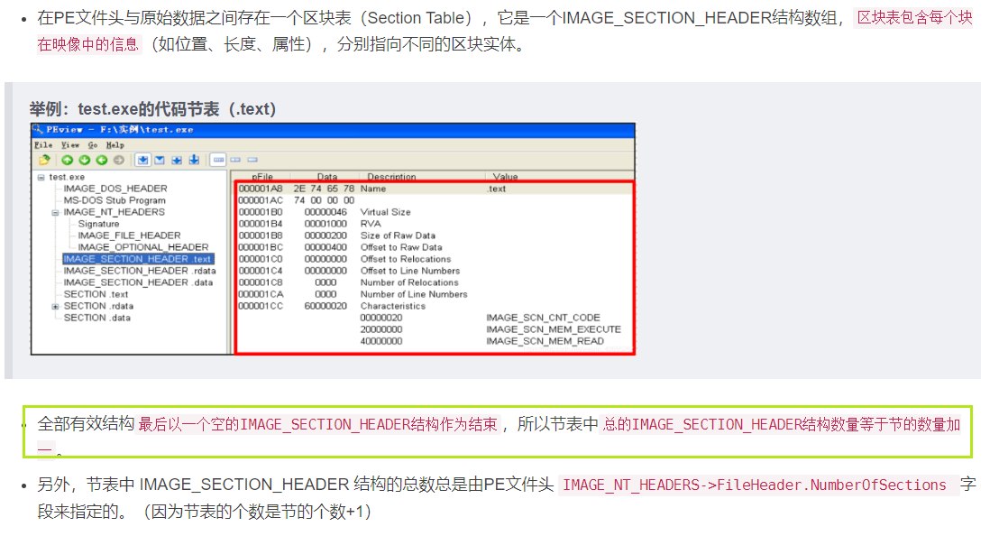 在PE文件头与原始数据之间存在一个区块表（Section Table），它是一个IMAGE_SECTION_HEADER结构数组，区块表包含每个块
在映像中的信息（如位置、长度、属性），分别指向不同的区块实体。
举例：test.exe的代码节表（.text）
PEview - F:\实例\test.exe
File View Go Help
test.exe
IMAGE_DOS_HEADER
MS-DOS Stub Program
IMAGE_NT_HEADERS
Signature
IMAGE_FILE_HEADER
IMAGE_OPTIONAL_HEADER
IMAGE_SECTION_HEADER .text
IMAGE_SECTION_HEADER .rdata
IMAGE_SECTION_HEADER .data
SECTION .text
SECTION .rdata
SECTION .data
pFile Data Description Value
000001A8 2E 74 65 78 Name .text
000001AC 74 00 00 00
000001B0 00000046 Virtual Size
000001B4 00001000 RVA
000001B8 00000200 Size of Raw Data
000001BC 00000400 Offset to Raw Data
000001C0 00000000 Offset to Relocations
000001C4 00000000 Offset to Line Numbers
000001C8 0000 Number of Relocations
000001CA 0000 Number of Line Numbers
000001CC 60000020 Characteristics
00000020 IMAGE_SCN_CNT_CODE
20000000 IMAGE_SCN_MEM_EXECUTE
40000000 IMAGE_SCN_MEM_READ
全部有效结构最后以一个空的IMAGE_SECTION_HEADER结构作为结束，所以节表中总的IMAGE_SECTION_HEADER结构数量等于节的数量加
一。
另外，节表中 IMAGE_SECTION_HEADER 结构的总数总是由PE文件头 IMAGE_NT_HEADERS->FileHeader.NumberOfSections 字
段来指定的。（因为节表的个数是节的个数+1）